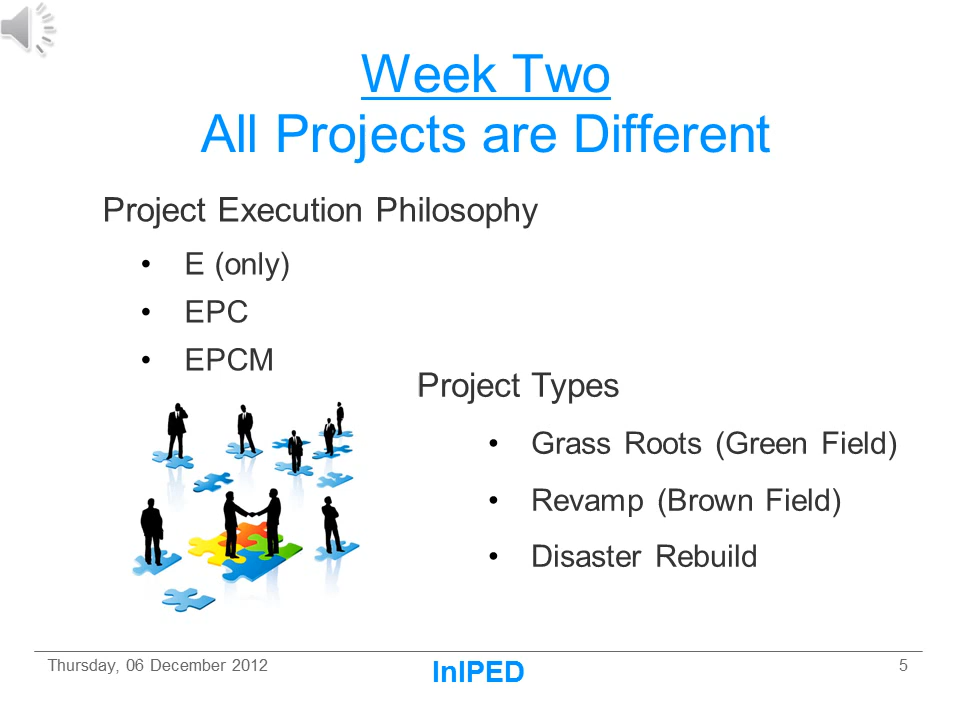 Week Two
All Projects are Different
Project Execution Philosophy
• E (only)
• EPC
• EPCM
Project Types
• Grass Roots (Green Field)
• Revamp (Brown Field)
• Disaster Rebuild
Thursday, 06 December 2012
InIPED
5